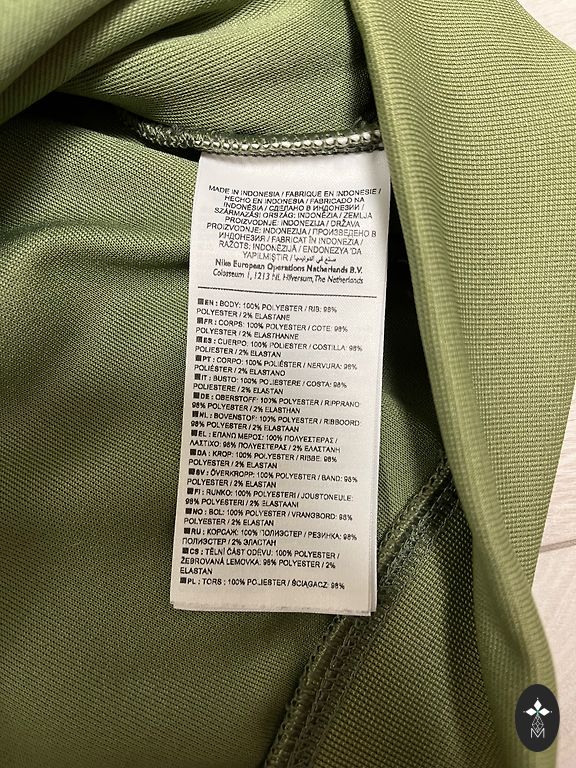 MADE IN INDONESIA / FABRIQUÉ EN INDONÉSIE /
HECHO EN INDONESIA / FABRICADO NA
INDONÉSIA / СДЕЛАНО В ИНДОНЕЗИИ /
SZÁRMAZÁSI ORSZÁG: INDONÉZIA / ZEMLJA
PROIZVODNJE: INDONEZIJA / DRŽAVA
PROIZVODNJE: INDONEZIJA / ПРОИЗВЕДЕНО В
ИНДОНЕЗИЯ / FABRICAT ÎN INDONEZIA /
RAŽOTS: INDONĒZIJĀ / ENDONEZYA 'DA
YAPILMIŞTIR / صنع في اندونيسيا
Nike European Operations Netherlands B.V.
Colosseum 1, 1213 NL Hilversum, The Netherlands
EN : BODY: 100% POLYESTER / RIB: 98%
POLYESTER / 2% ELASTANE
FR : CORPS: 100% POLYESTER / COTE: 98%
POLYESTER / 2% ELASTHANNE
ES : CUERPO: 100% POLIESTER / COSTILLA: 98%
POLIESTER / 2% ELASTAN
PT : CORPO: 100% POLIÉSTER / NERVURA: 98%
POLIÉSTER / 2% ELASTANO
IT : BUSTO: 100% POLIESTERE / COSTA: 98%
POLIESTERE / 2% ELASTAN
DE : OBERSTOFF: 100% POLYESTER / RIPPRAND:
98% POLYESTER / 2% ELASTHAN
NL : BOVENSTOF: 100% POLYESTER / RIBBOORD:
98% POLYESTER / 2% ELASTAAN
EL : ΕΠΑΝΩ ΜΕΡΟΣ: 100% ΠΟΛΥΕΣΤΕΡΑΣ /
ΛΑΣΤΙΧΟ: 98% ΠΟΛΥΕΣΤΕΡΑΣ / 2% ΕΛΑΣΤΑΝΗ
DA : KROP: 100% POLYESTER / RIBBE: 98%
POLYESTER / 2% ELASTAN
SV : ÖVERKROPP: 100% POLYESTER / BAND: 98%
POLYESTER / 2% ELASTAN
FI : RUNKO: 100% POLYESTERI / JOUSTONEULE:
98% POLYESTERI / 2% ELASTAANI
NO : BOL: 100% POLYESTER / VRANGBORD: 98%
POLYESTER / 2% ELASTAN
RU : КОРСАЖ: 100% ПОЛИЭСТЕР / РЕЗИНКА: 98%
ПОЛИЭСТЕР / 2% ЭЛАСТАН
CS : TĚLNÍ ČÁST ODĚVU: 100% POLYESTER /
ŽEBROVANÁ LEMOVKA: 98% POLYESTER / 2%
ELASTAN
PL : TORS : 100% POLIESTER / ŚCIĄGACZ: 98%
M